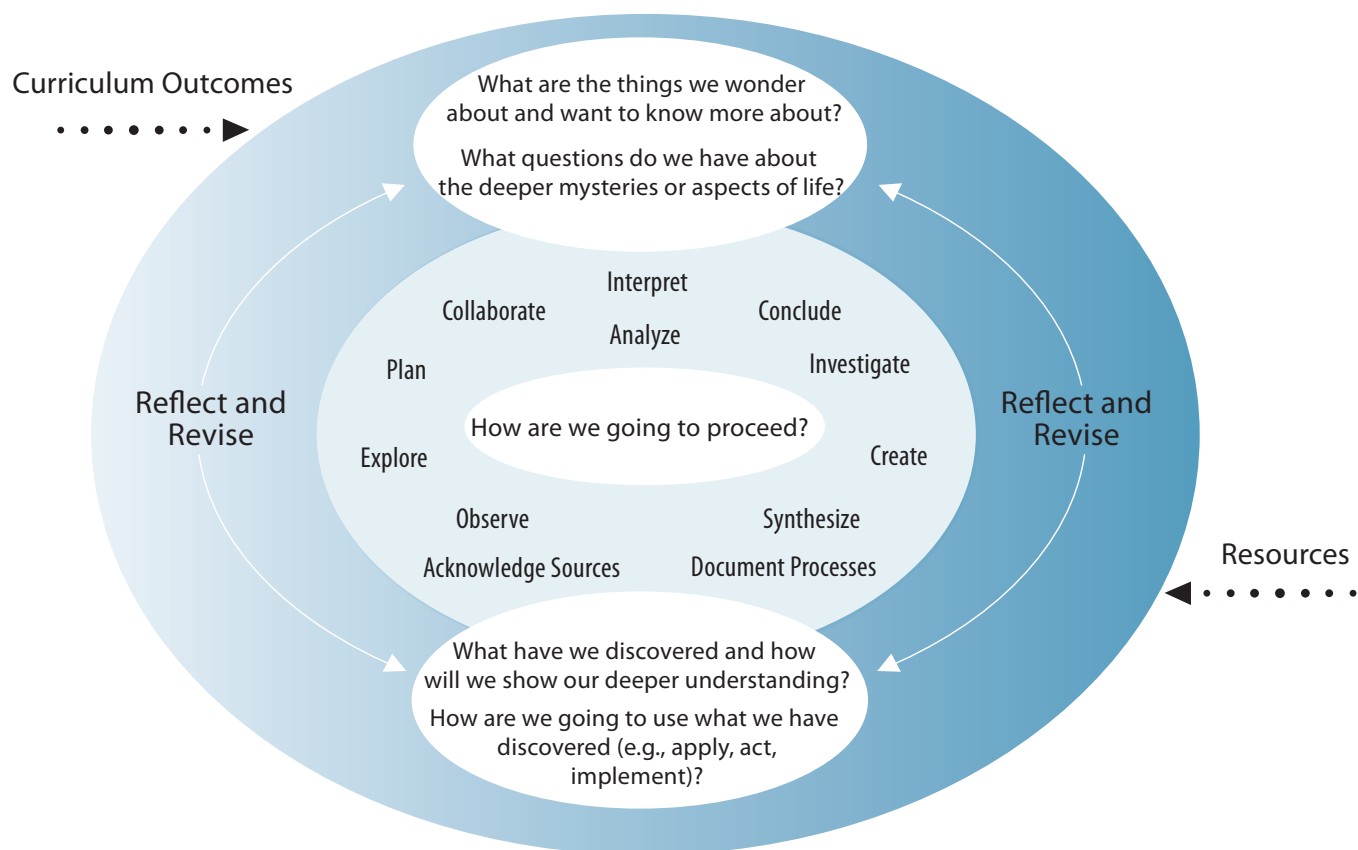 Curriculum Outcomes
What are the things we wonder
about and want to know more about?
What questions do we have about
the deeper mysteries or aspects of life?
Interpret
Collaborate
Conclude
Analyze
Plan
Investigate
Reflect and
Revise
How are we going to proceed?
Reflect and
Revise
Explore
Create
Observe
Synthesize
Acknowledge Sources
Document Processes
Resources
What have we discovered and how
will we show our deeper understanding?
How are we going to use what we have
discovered (e.g., apply, act,
implement)?